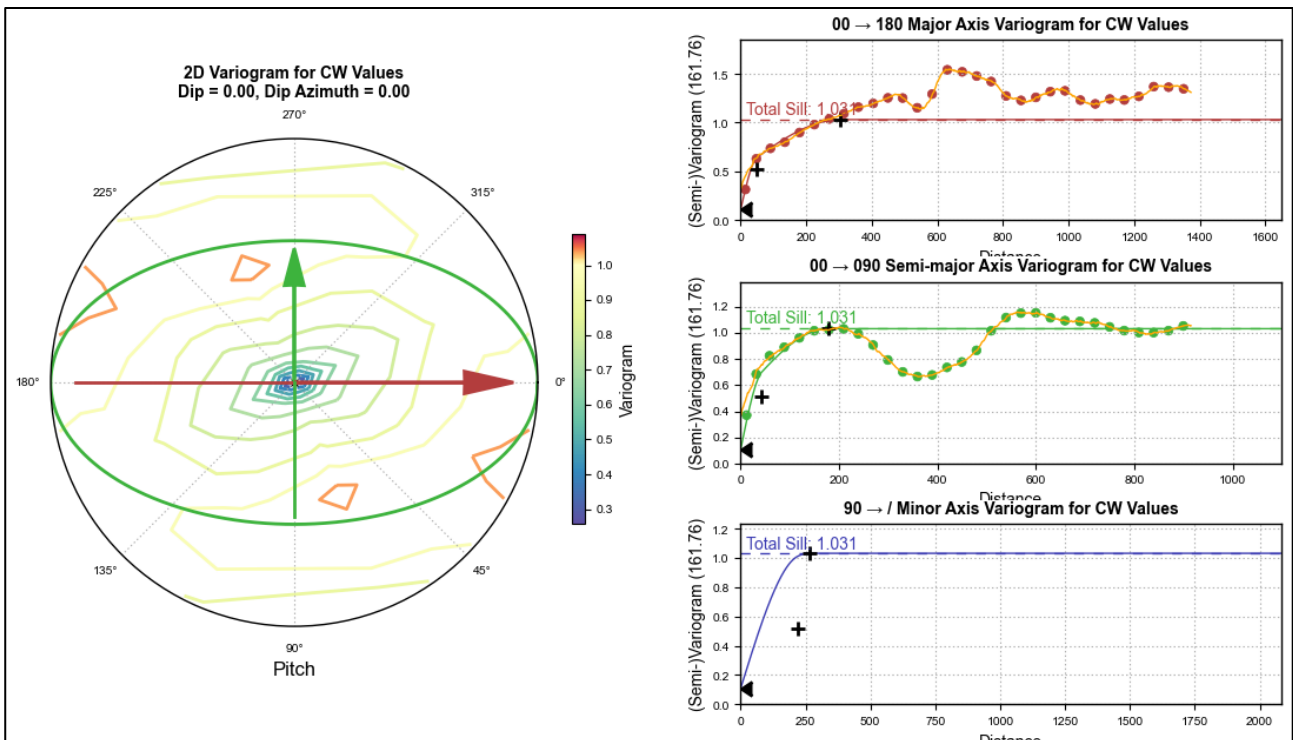 2D Variogram for CW Values
Dip = 0.00, Dip Azimuth = 0.00
270°
225°
315°
180°
0°
135°
45°
90°
Pitch
1.0
0.9
0.8
0.7
0.6
0.5
0.4
0.3
Variogram
00 → 180 Major Axis Variogram for CW Values
(Semi-)Variogram (161.76)
1.5
1.0
0.5
0.0
Total Sill: 1.031
0 200 400 600 800 1000 1200 1400 1600
Distance
00 → 090 Semi-major Axis Variogram for CW Values
(Semi-)Variogram (161.76)
1.2
1.0
0.8
0.6
0.4
0.2
0.0
Total Sill: 1.031
0 200 400 600 800 1000
Distance
90 → / Minor Axis Variogram for CW Values
(Semi-)Variogram (161.76)
1.2
1.0
0.8
0.6
0.4
0.2
0.0
Total Sill: 1.031
0 250 500 750 1000 1250 1500 1750 2000
Distance